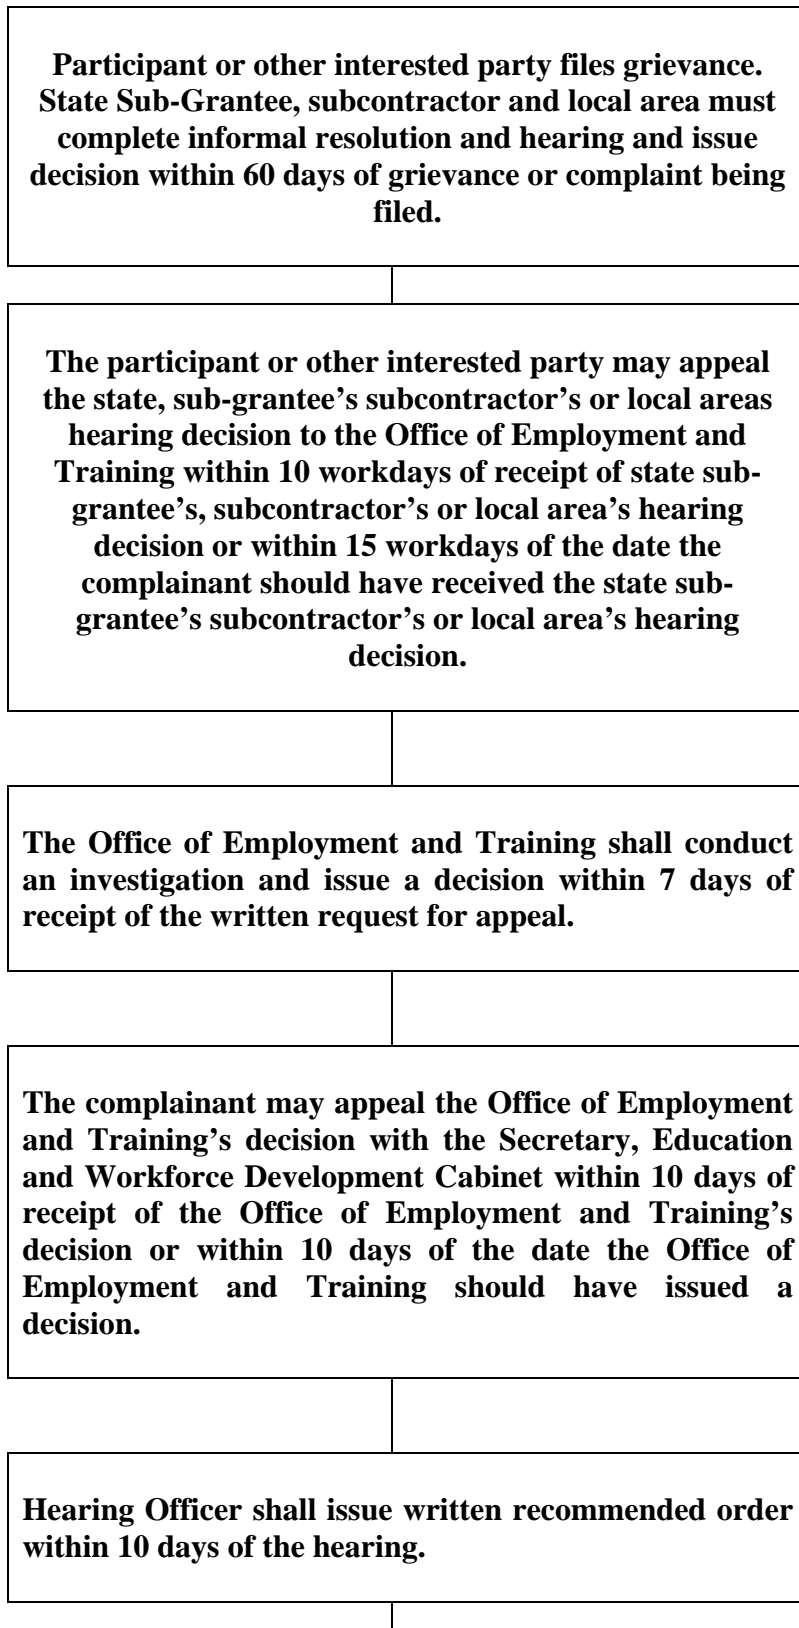 Participant or other interested party files grievance.
State Sub-Grantee, subcontractor and local area must
complete informal resolution and hearing and issue
decision within 60 days of grievance or complaint being
filed.
The participant or other interested party may appeal
the state, sub-grantee’s subcontractor’s or local areas
hearing decision to the Office of Employment and
Training within 10 workdays of receipt of state sub-
grantee’s, subcontractor’s or local area’s hearing
decision or within 15 workdays of the date the
complainant should have received the state sub-
grantee’s subcontractor’s or local area’s hearing
decision.
The Office of Employment and Training shall conduct
an investigation and issue a decision within 7 days of
receipt of the written request for appeal.
The complainant may appeal the Office of Employment
and Training’s decision with the Secretary, Education
and Workforce Development Cabinet within 10 days of
receipt of the Office of Employment and Training’s
decision or within 10 days of the date the Office of
Employment and Training should have issued a
decision.
Hearing Officer shall issue written recommended order
within 10 days of the hearing.